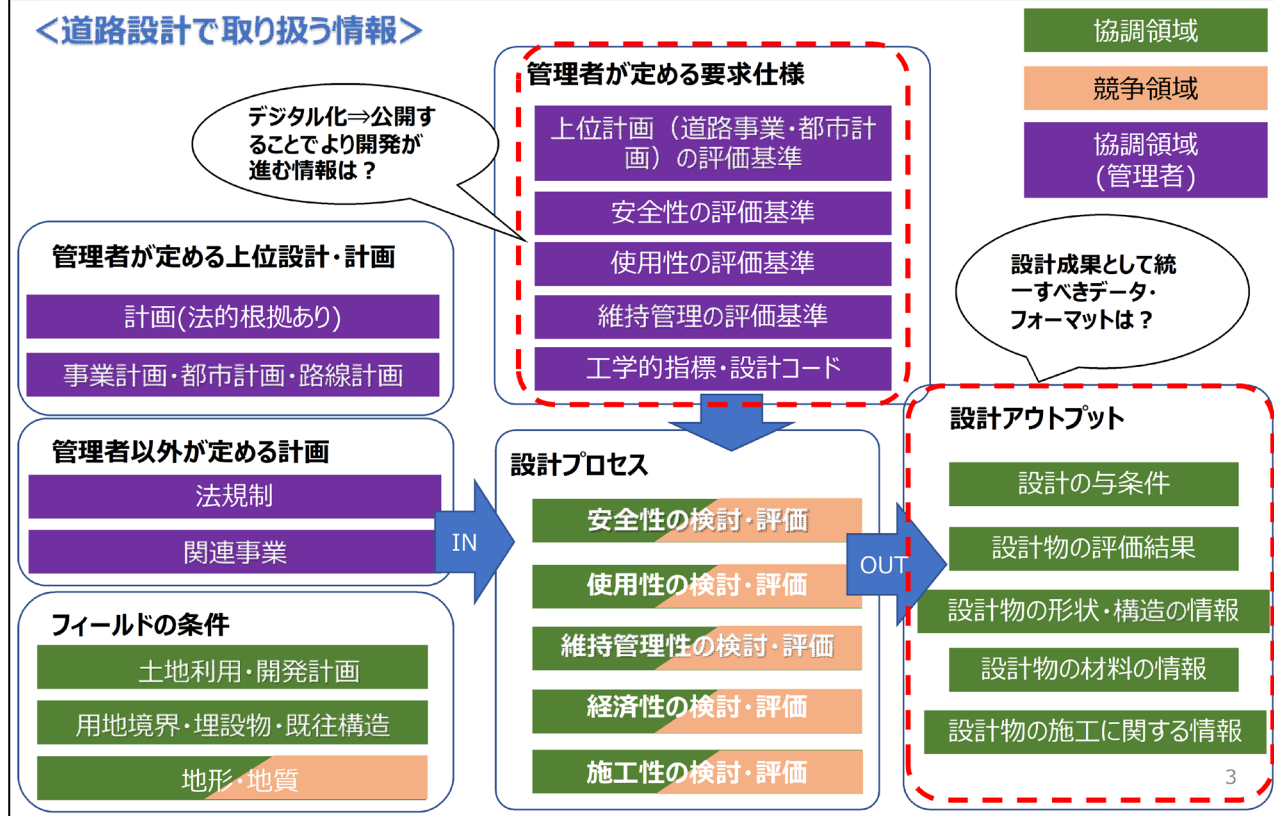 ＜道路設計で取り扱う情報＞
協調領域
競争領域
協調領域
(管理者)
管理者が定める要求仕様
上位計画（道路事業・都市計
画）の評価基準
安全性の評価基準
使用性の評価基準
維持管理の評価基準
工学的指標・設計コード
デジタル化⇒公開す
ることでより開発が
進む情報は？
管理者が定める上位設計・計画
計画(法的根拠あり)
事業計画・都市計画・路線計画
管理者以外が定める計画
法規制
関連事業
フィールドの条件
土地利用・開発計画
用地境界・埋設物・既往構造
地形・地質
IN
設計プロセス
安全性の検討・評価
使用性の検討・評価
維持管理性の検討・評価
経済性の検討・評価
施工性の検討・評価
OUT
設計成果として統
一すべきデータ・
フォーマットは？
設計アウトプット
設計の与条件
設計物の評価結果
設計物の形状・構造の情報
設計物の材料の情報
設計物の施工に関する情報
3